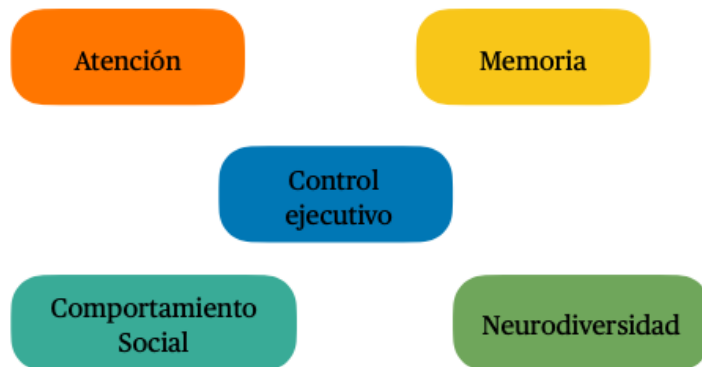 Atención
Memoria
Control
ejecutivo
Comportamiento
Social
Neurodiversidad